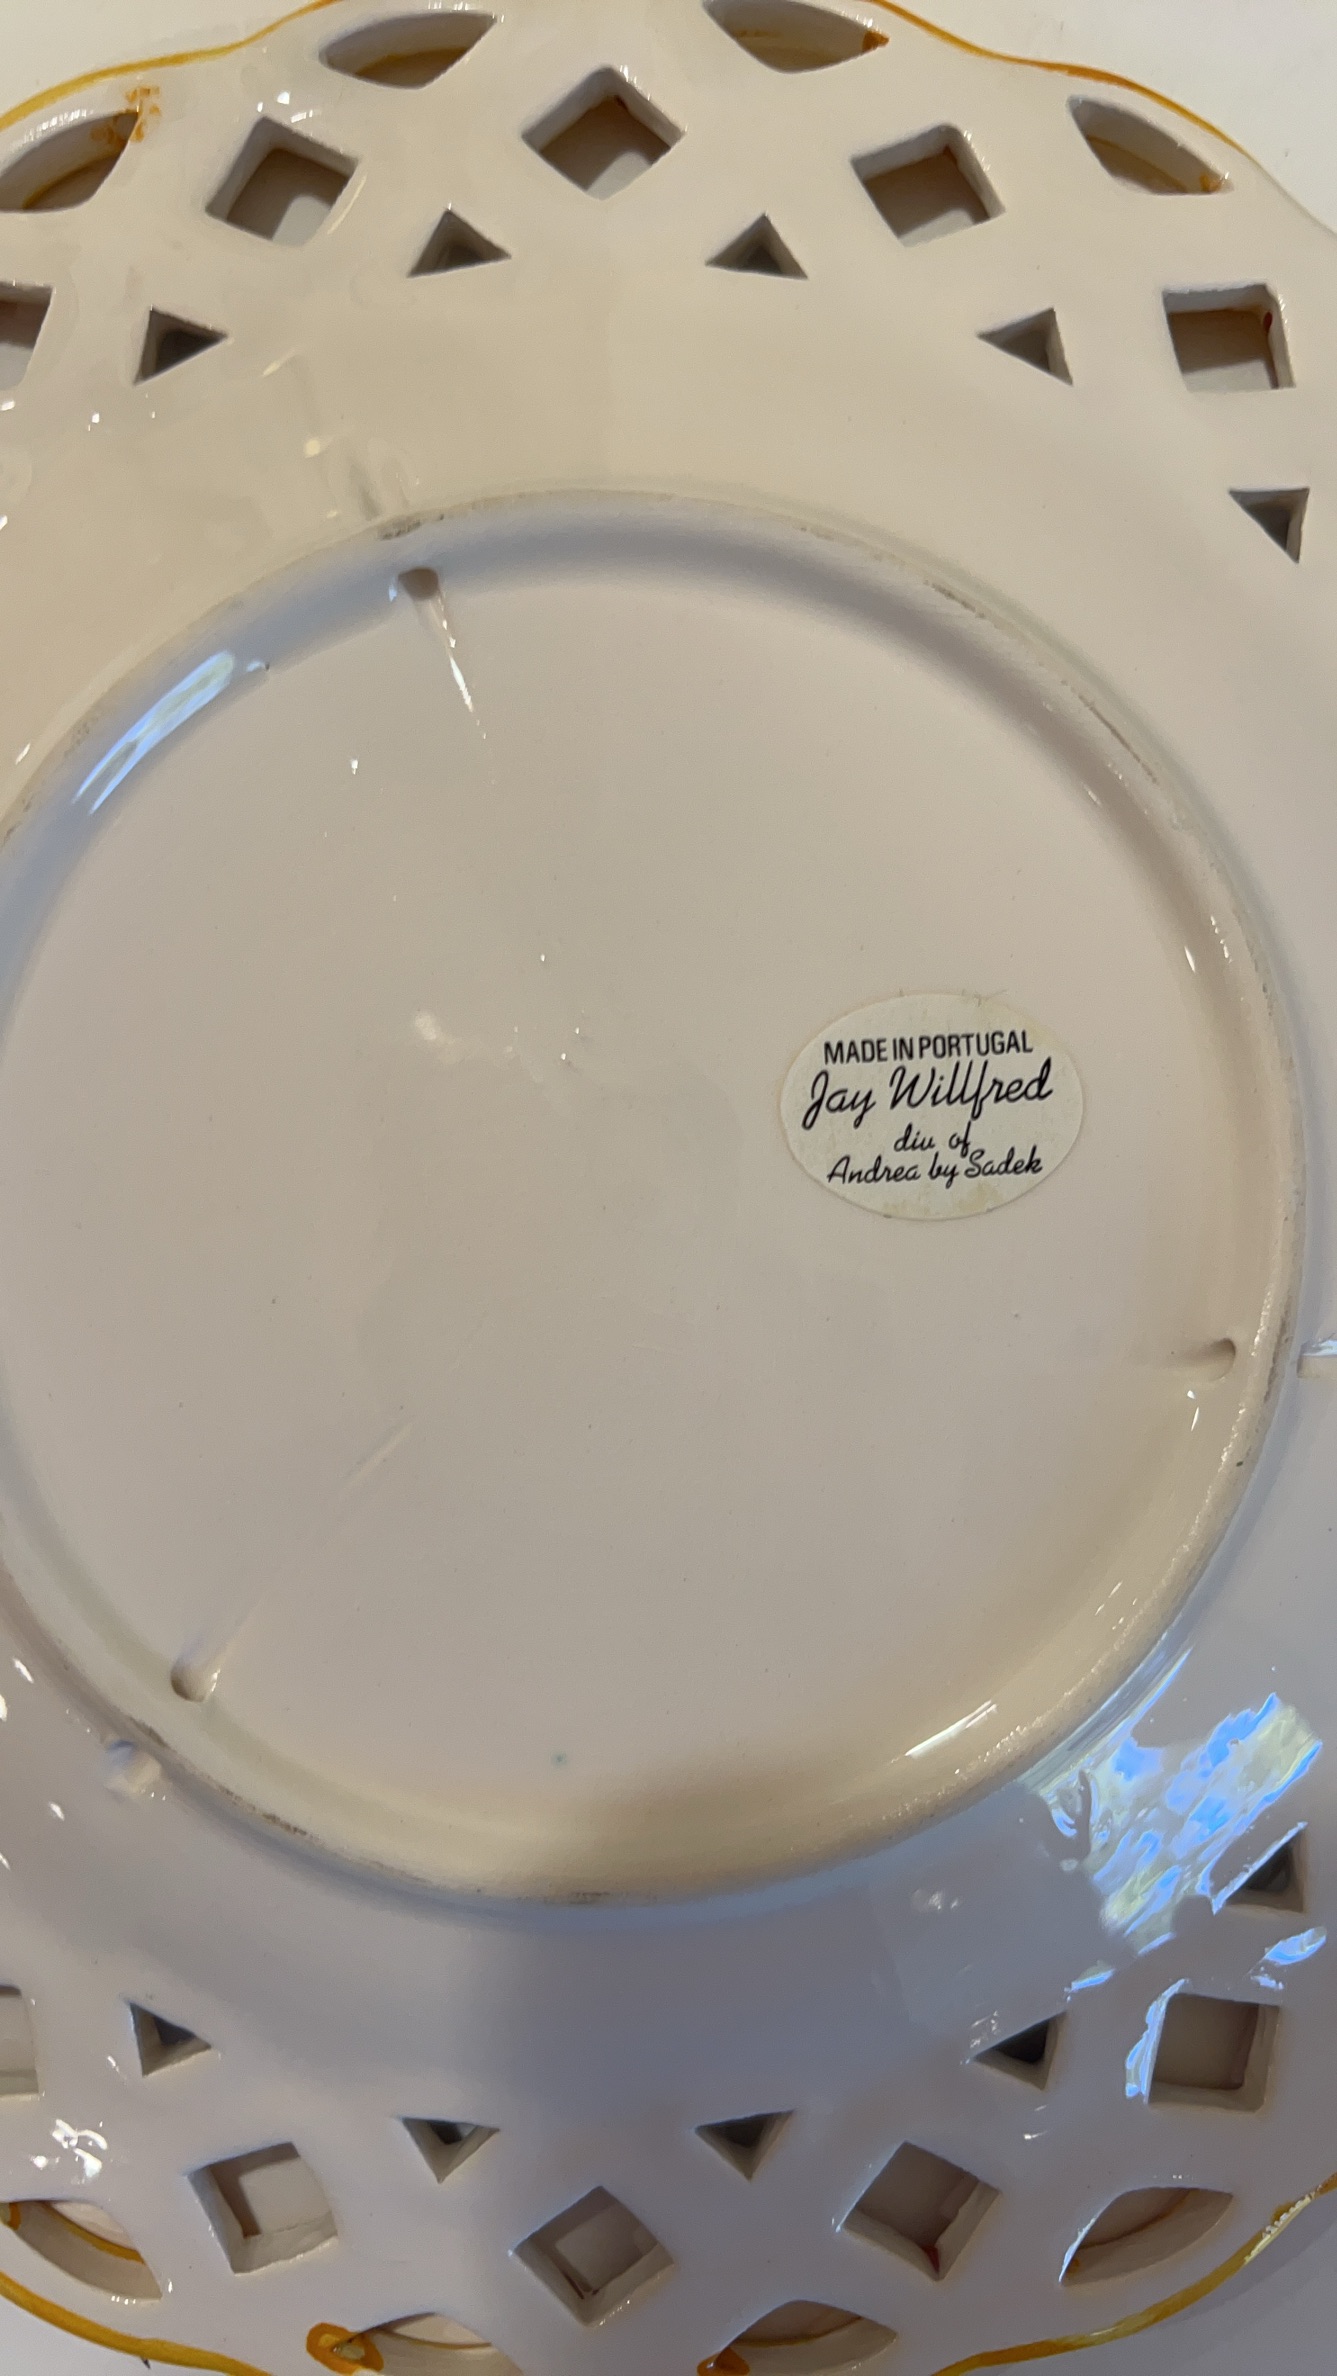 MADE IN PORTUGAL
Jay Willfred
div of
Andrea by Sadek